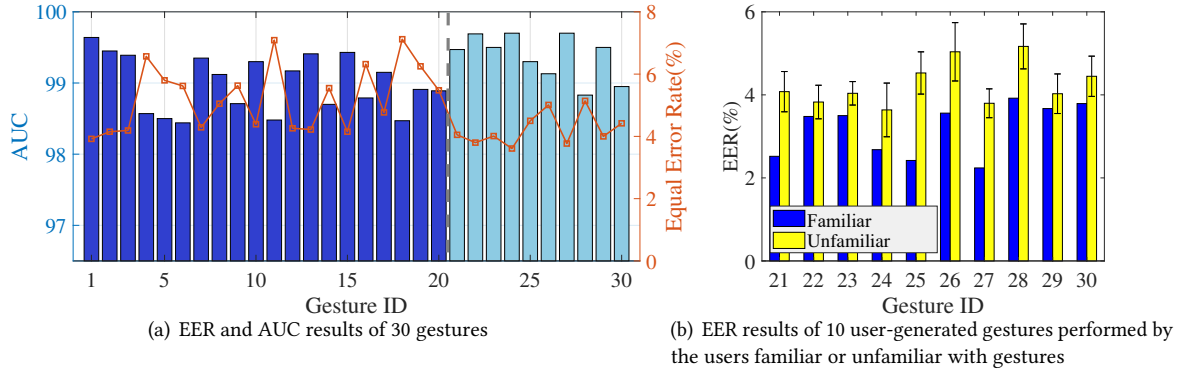 100
99
98
97
AUC
8
6
4
2
0
Equal Error Rate(%)
1 5 10 15 20 25 30
Gesture ID
(a) EER and AUC results of 30 gestures
6
4
2
0
EER(%)
Familiar
Unfamiliar
21 22 23 24 25 26 27 28 29 30
Gesture ID
(b) EER results of 10 user-generated gestures performed by
the users familiar or unfamiliar with gestures